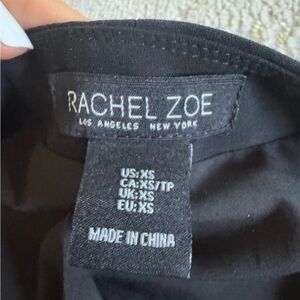 RACHEL ZOE
LOS ANGELES NEW YORK
US:XS
CA:XS/TP
UK:XS
EU:XS
MADE IN CHINA